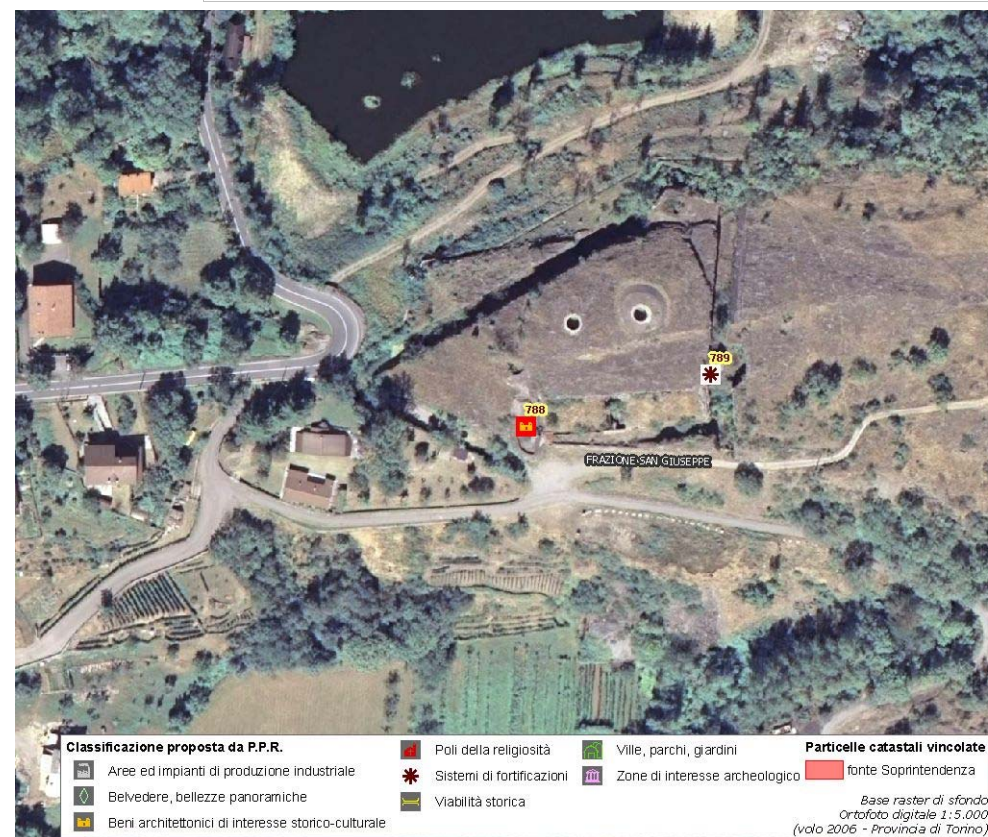 789
788
FRAZIONE SAN GIUSEPPE
Classificazione proposta da P.P.R.
Aree ed impianti di produzione industriale
Belvedere, bellezze panoramiche
Beni architettonici di interesse storico-culturale
Poli della religiosità
Sistemi di fortificazioni
Viabilità storica
Ville, parchi, giardini
Zone di interesse archeologico
Particelle catastali vincolate
fonte Soprintendenza
Base raster di sfondo
Ortofoto digitale 1:5.000
(volo 2006 - Provincia di Torino)